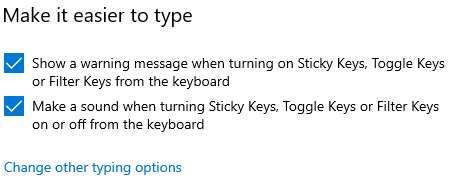 Make it easier to type
Show a warning message when turning on Sticky Keys, Toggle Keys
or Filter Keys from the keyboard
Make a sound when turning Sticky Keys, Toggle Keys or Filter Keys
on or off from the keyboard
Change other typing options